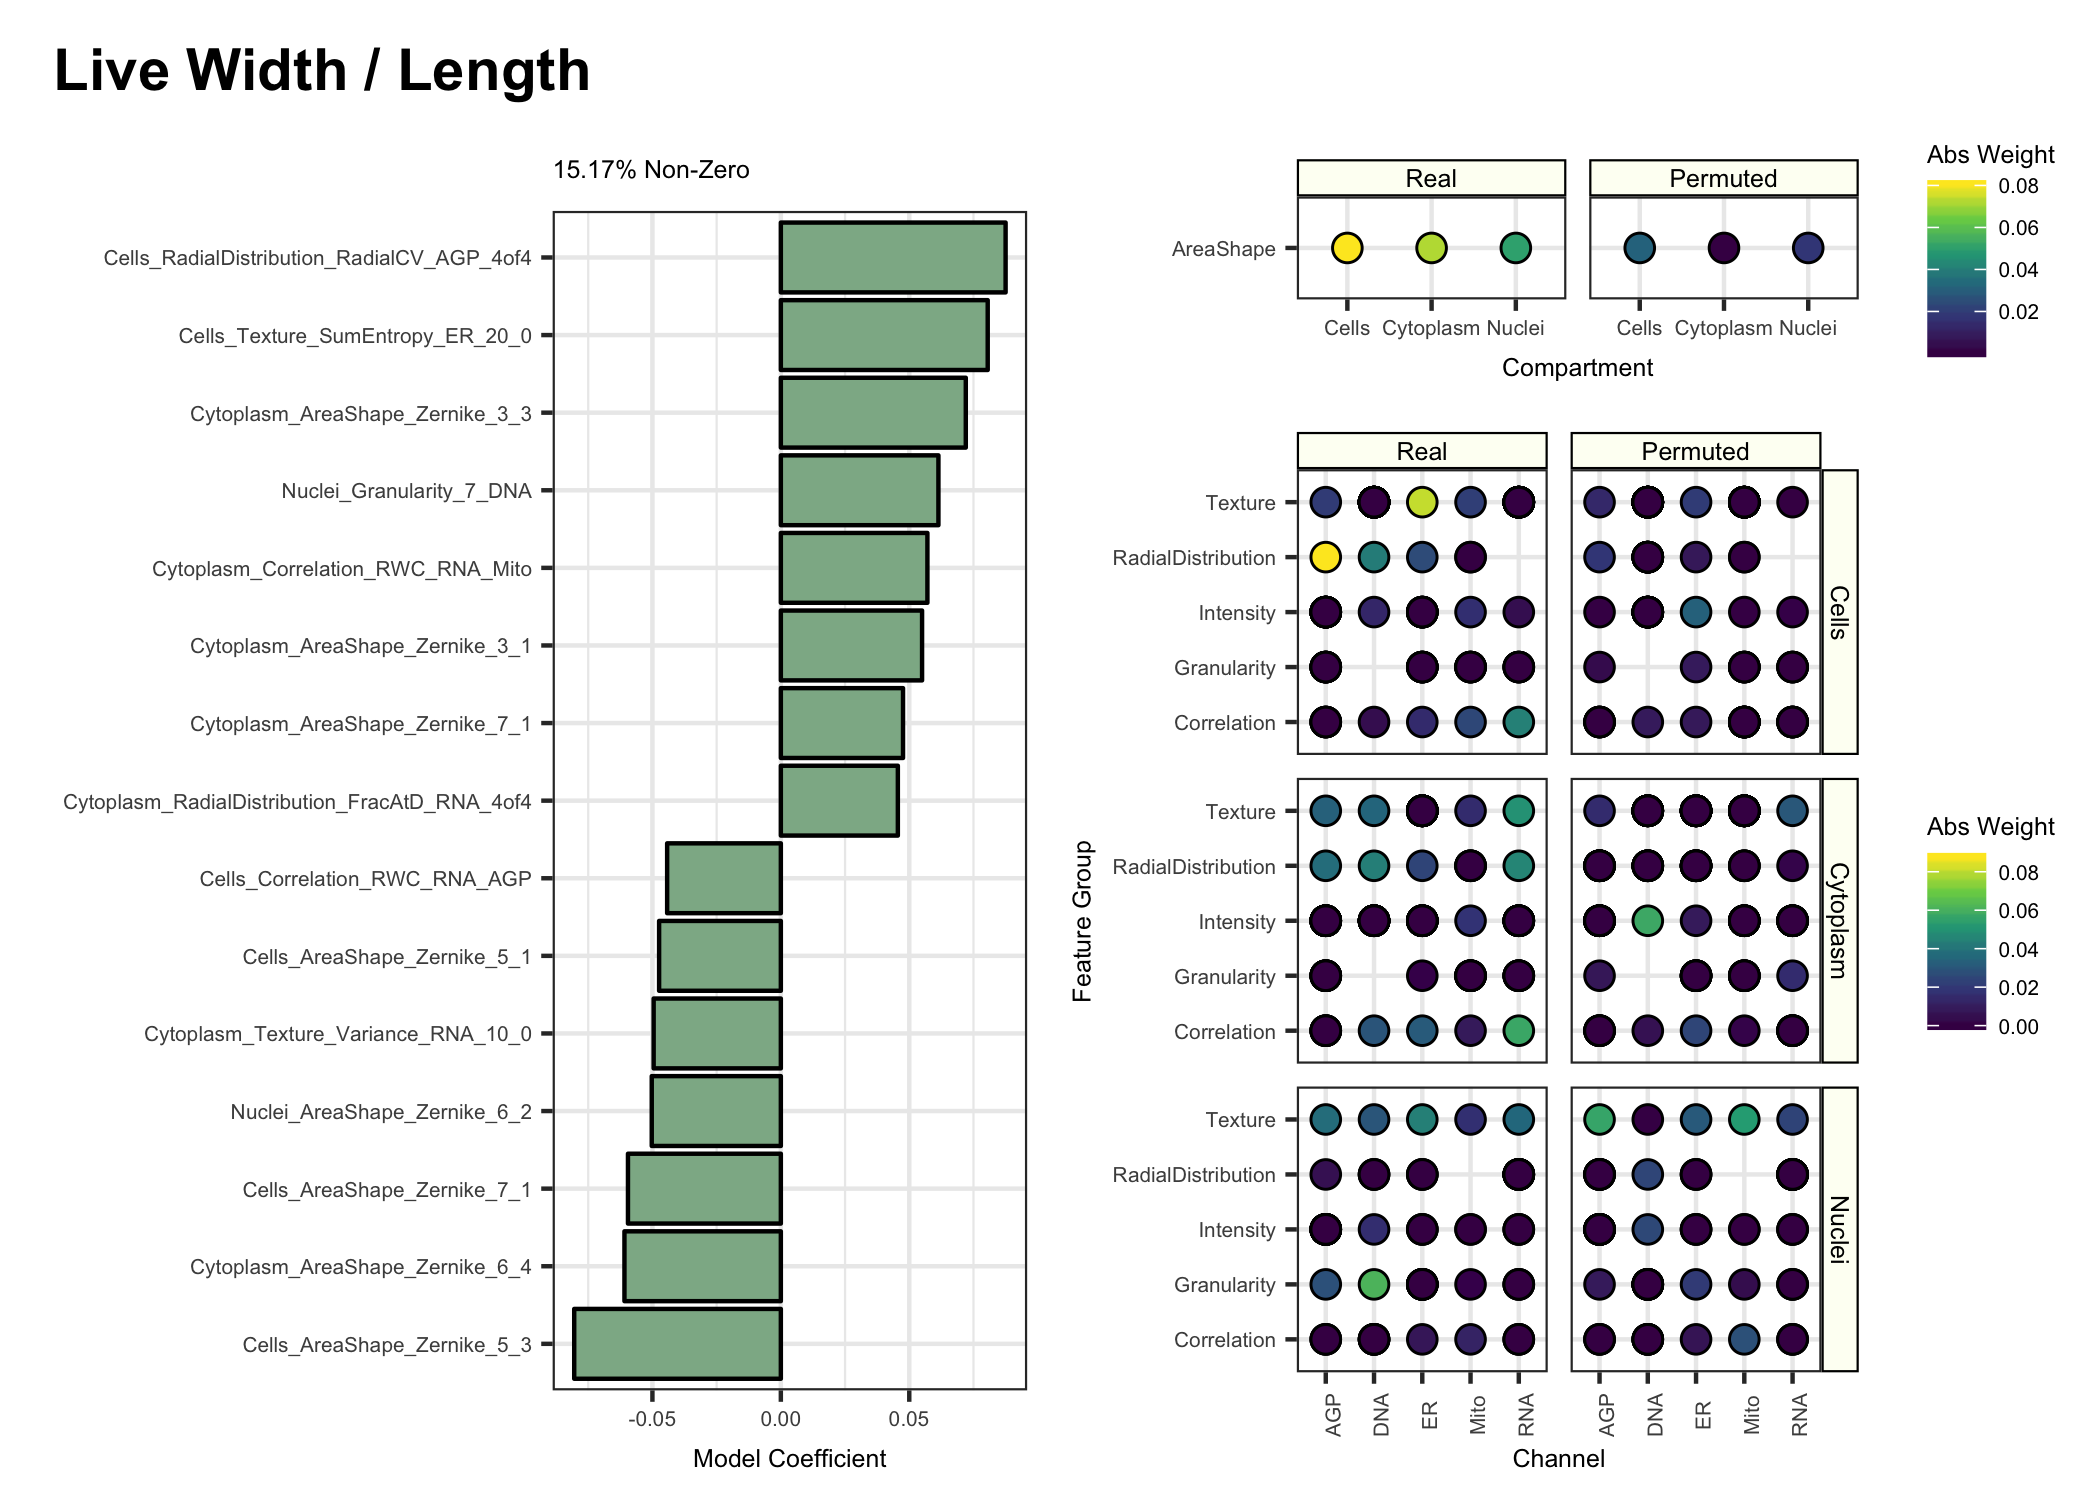 Live Width / Length
15.17% Non-Zero
Cells_RadialDistribution_RadialCV_AGP_4of4
Cells_Texture_SumEntropy_ER_20_0
Cytoplasm_AreaShape_Zernike_3_3
Nuclei_Granularity_7_DNA
Cytoplasm_Correlation_RWC_RNA_Mito
Cytoplasm_AreaShape_Zernike_3_1
Cytoplasm_AreaShape_Zernike_7_1
Cytoplasm_RadialDistribution_FracAtD_RNA_4of4
Cells_Correlation_RWC_RNA_AGP
Cells_AreaShape_Zernike_5_1
Cytoplasm_Texture_Variance_RNA_10_0
Nuclei_AreaShape_Zernike_6_2
Cells_AreaShape_Zernike_7_1
Cytoplasm_AreaShape_Zernike_6_4
Cells_AreaShape_Zernike_5_3
-0.05 0.00 0.05
Model Coefficient
Real Permuted
AreaShape
Cells Cytoplasm Nuclei Cells Cytoplasm Nuclei
Compartment
Abs Weight
0.08
0.06
0.04
0.02
Real Permuted
Feature Group
Texture
RadialDistribution
Intensity
Granularity
Correlation
Cells
Texture
RadialDistribution
Intensity
Granularity
Correlation
Cytoplasm
Texture
RadialDistribution
Intensity
Granularity
Correlation
Nuclei
AGP DNA ER Mito RNA AGP DNA ER Mito RNA
Channel
Abs Weight
0.08
0.06
0.04
0.02
0.00